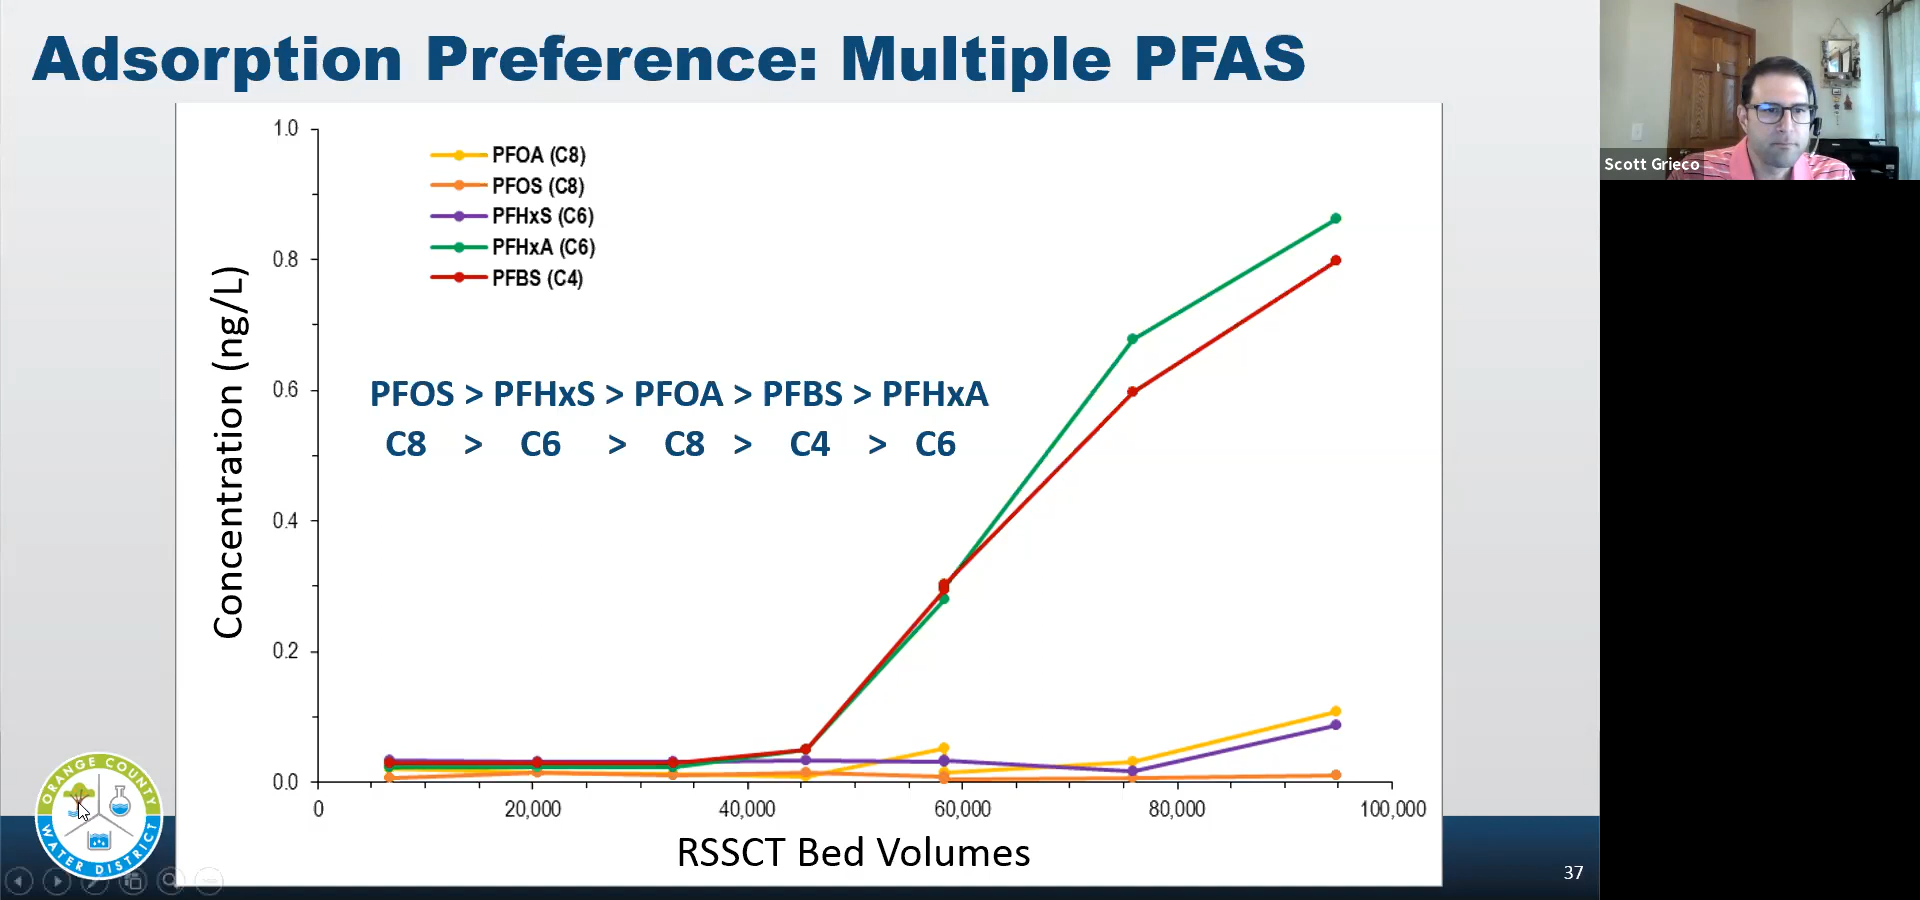 Adsorption Preference: Multiple PFAS
Scott Grieco
1.0
0.8
0.6
0.4
0.2
0.0
Concentration (ng/L)
PFOA (C8)
PFOS (C8)
PFHxS (C6)
PFHxA (C6)
PFBS (C4)
PFOS > PFHxS > PFOA > PFBS > PFHxA
C8 > C6 > C8 > C4 > C6
0 20,000 40,000 60,000 80,000 100,000
RSSCT Bed Volumes
ORANGE COUNTY
WATER DISTRICT
37